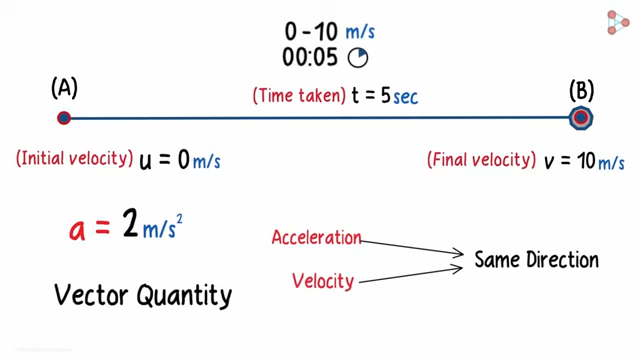 0 - 10 m/s
00:05
(A)
(B)
(Time taken) t = 5 sec
(Initial velocity) u = 0 m/s
(Final velocity) v = 10 m/s
a = 2 m/s²
Acceleration
Velocity
Same Direction
Vector Quantity